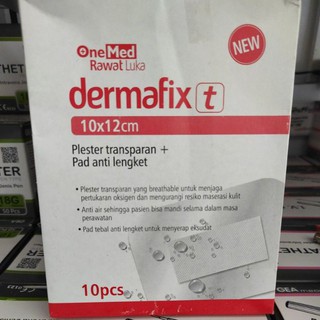 OneMed
Rawat Luka
NEW
dermafix t
10x12cm
Plester transparan +
Pad anti lengket
• Plester transparan yang breathable untuk menjaga
pertukaran oksigen dan mengurangi resiko maserasi kulit
• Anti air sehingga pasien bisa mandi selama dalam masa
perawatan
• Pad tebal anti lengket untuk menyerap eksudat
10pcs
18G